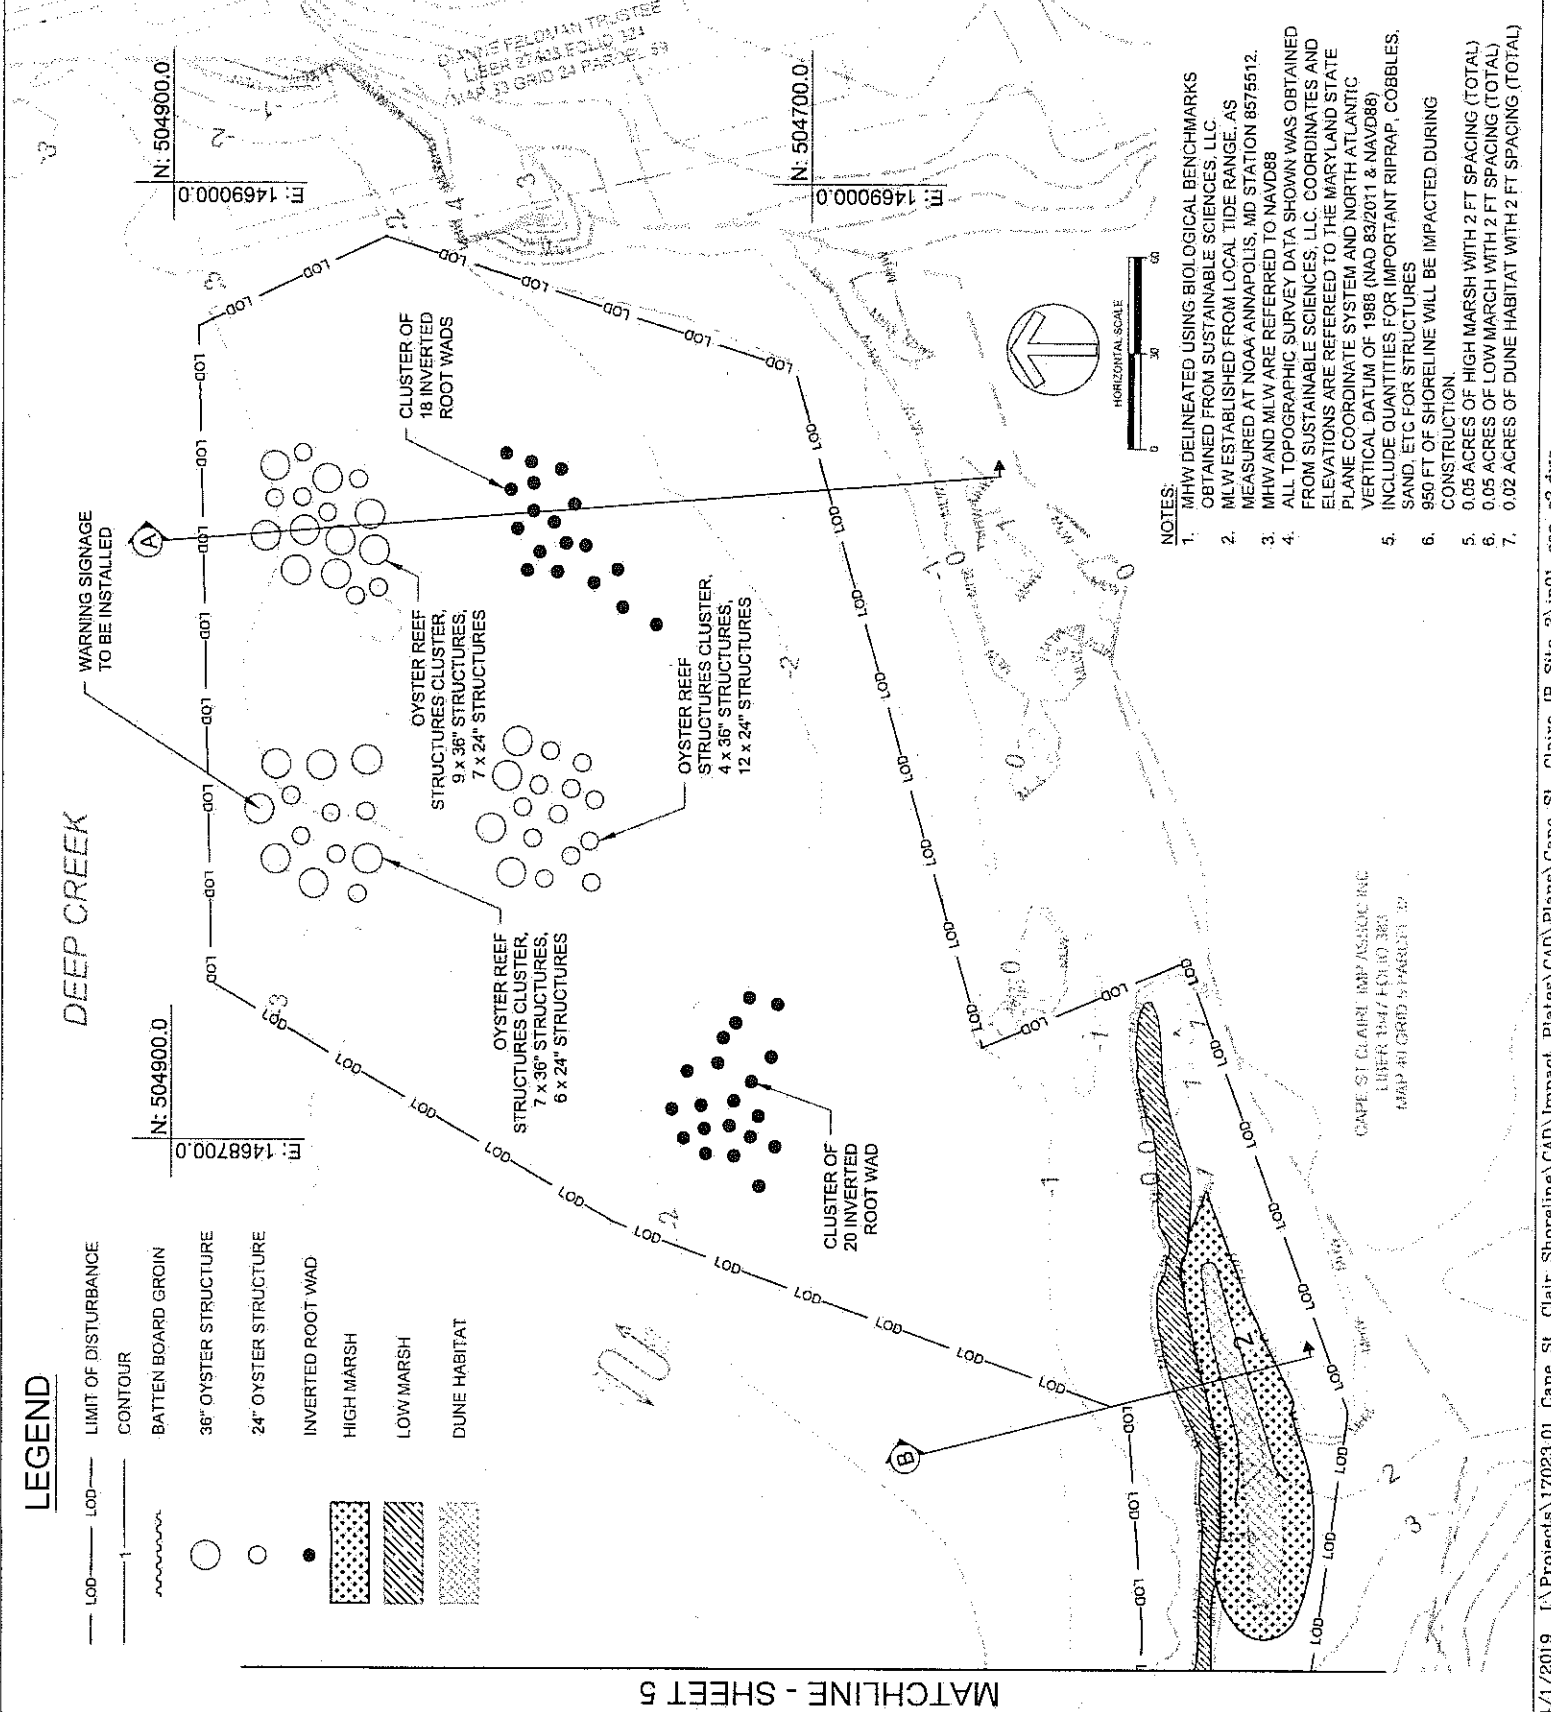 LEGEND
LOD LOD LIMIT OF DISTURBANCE
1 CONTOUR
BATTEN BOARD GROIN
36" OYSTER STRUCTURE
24" OYSTER STRUCTURE
INVERTED ROOT WAD
HIGH MARSH
LOW MARSH
DUNE HABITAT
DEEP CREEK
N: 504900.0
E: 1468700.0
N: 504900.0
E: 1469000.0
N: 504700.0
E: 1469000.0
WARNING SIGNAGE
TO BE INSTALLED
A
CLUSTER OF
18 INVERTED
ROOT WADS
OYSTER REEF
STRUCTURES CLUSTER,
9 x 36" STRUCTURES,
7 x 24" STRUCTURES
OYSTER REEF
STRUCTURES CLUSTER,
4 x 36" STRUCTURES,
12 x 24" STRUCTURES
OYSTER REEF
STRUCTURES CLUSTER,
7 x 36" STRUCTURES,
6 x 24" STRUCTURES
CLUSTER OF
20 INVERTED
ROOT WAD
B
MATCHLINE - SHEET 5
HORIZONTAL SCALE
0 30 60
NOTES:
1. MHW DELINEATED USING BIOLOGICAL BENCHMARKS
OBTAINED FROM SUSTAINABLE SCIENCES, LLC.
2. MLW ESTABLISHED FROM LOCAL TIDE RANGE, AS
MEASURED AT NOAA ANNAPOLIS, MD STATION 8575512.
3. MHW AND MLW ARE REFERRED TO NAVD88
4. ALL TOPOGRAPHIC SURVEY DATA SHOWN WAS OBTAINED
FROM SUSTAINABLE SCIENCES, LLC. COORDINATES AND
ELEVATIONS ARE REFEREED TO THE MARYLAND STATE
PLANE COORDINATE SYSTEM AND NORTH ATLANTIC
VERTICAL DATUM OF 1988 (NAD 83/2011 & NAVD88)
5. INCLUDE QUANTITIES FOR IMPORTANT RIPRAP, COBBLES,
SAND, ETC FOR STRUCTURES
6. 950 FT OF SHORELINE WILL BE IMPACTED DURING
CONSTRUCTION.
5. 0.05 ACRES OF HIGH MARSH WITH 2 FT SPACING (TOTAL)
6. 0.05 ACRES OF LOW MARCH WITH 2 FT SPACING (TOTAL)
7. 0.02 ACRES OF DUNE HABITAT WITH 2 FT SPACING (TOTAL)